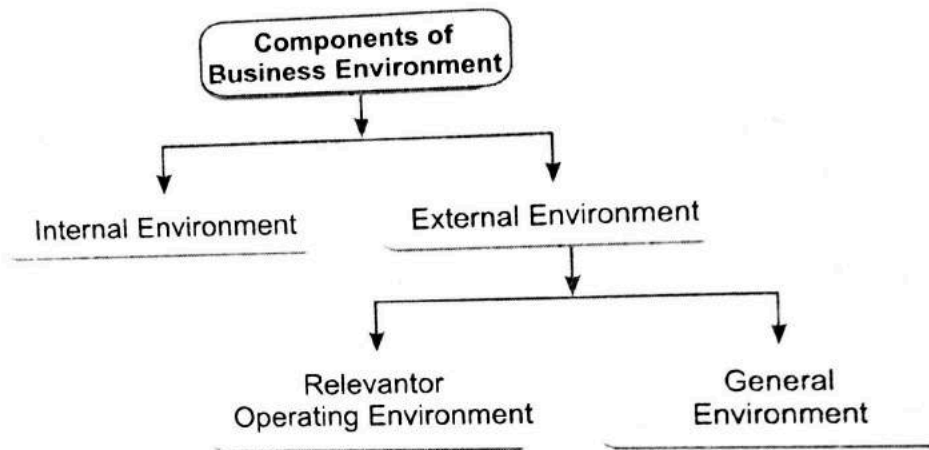 Components of
Business Environment
Internal Environment
External Environment
Relevantor
Operating Environment
General
Environment